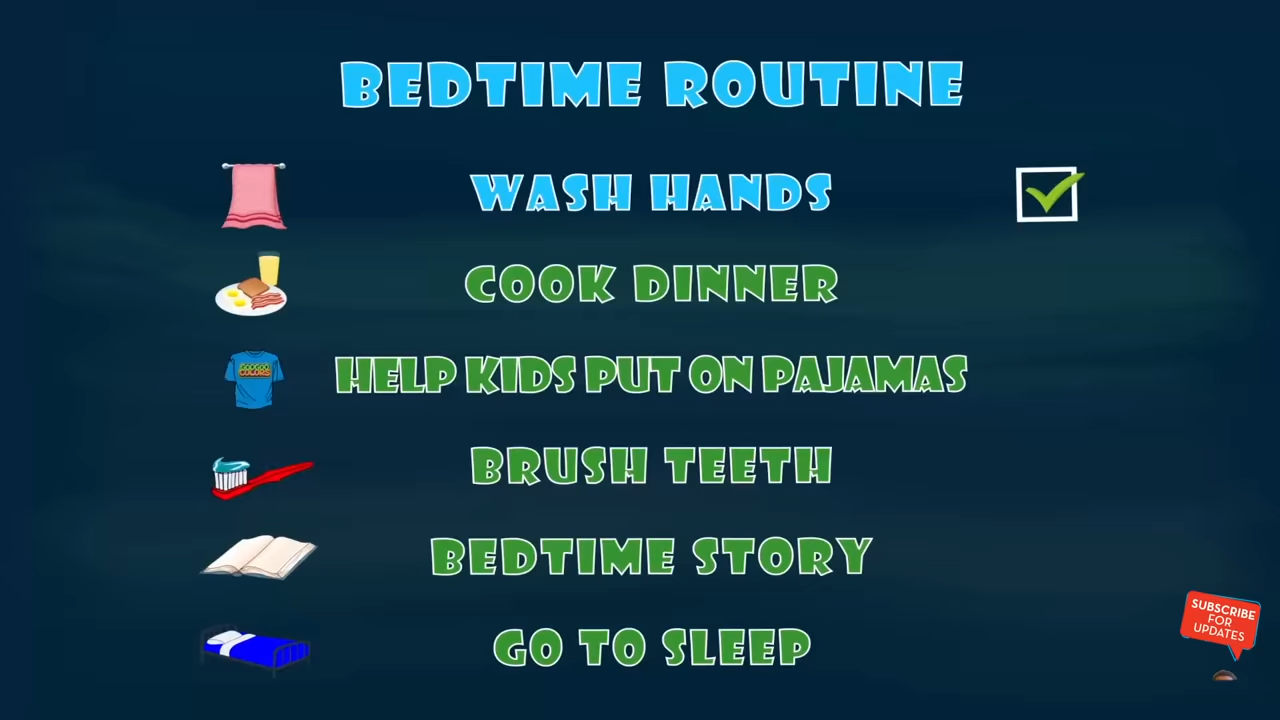 BEDTIME ROUTINE
WASH HANDS
COOK DINNER
HELP KIDS PUT ON PAJAMAS
BRUSH TEETH
BEDTIME STORY
GO TO SLEEP
SUBSCRIBE
FOR
UPDATES